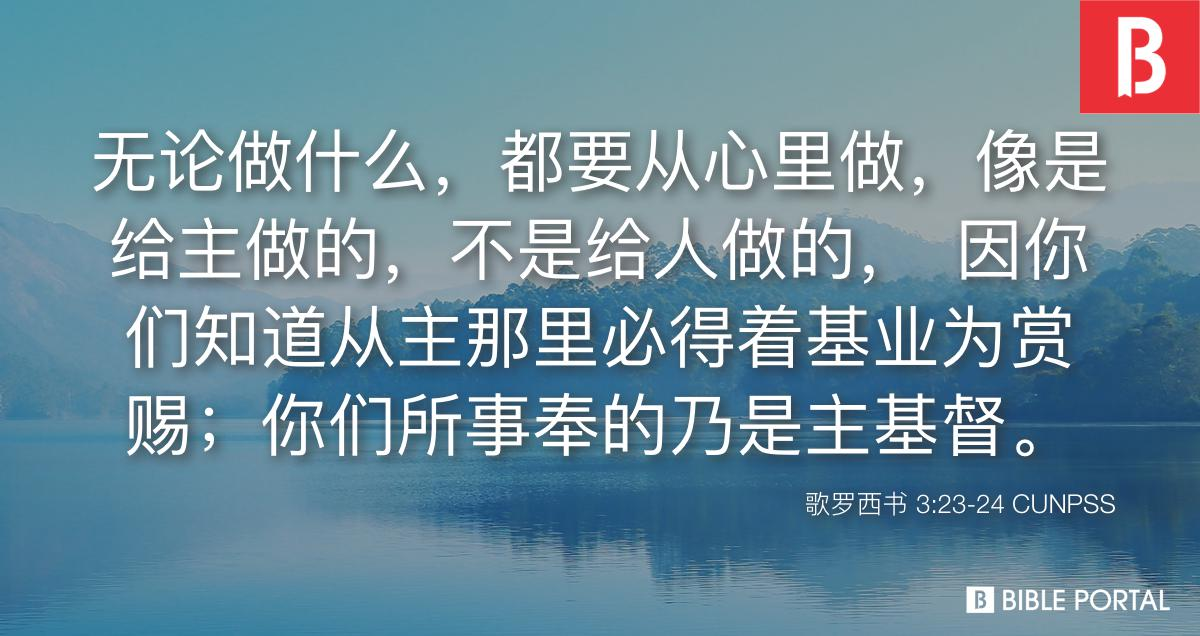 B
无论做什么，都要从心里做，像是
给主做的，不是给人做的， 因你
们知道从主那里必得着基业为赏
赐；你们所事奉的乃是主基督。
歌罗西书 3:23-24 CUNPSS
B BIBLE PORTAL